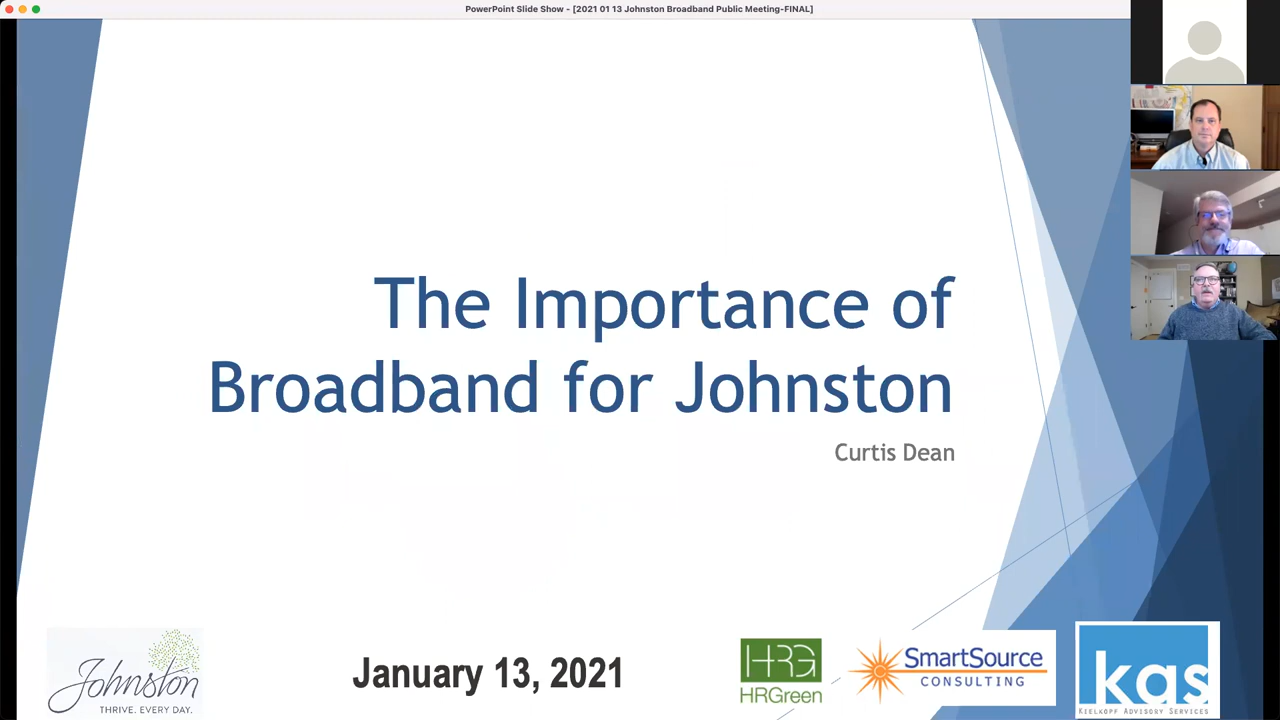 PowerPoint Slide Show - [2021 01 13 Johnston Broadband Public Meeting-FINAL]
The Importance of
Broadband for Johnston
Curtis Dean
Johnston
THRIVE. EVERY DAY.
January 13, 2021
HRG
HRGreen
SmartSource
CONSULTING
kas
KIELKOPF ADVISORY SERVICES